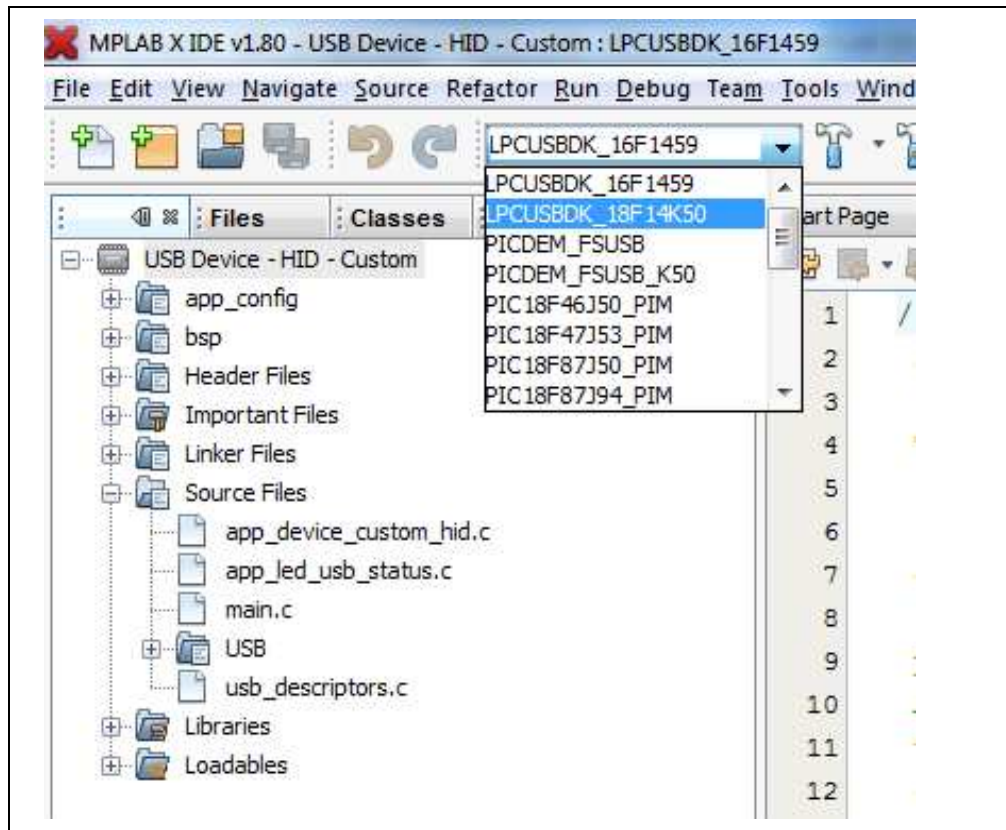 MPLAB X IDE v1.80 - USB Device - HID - Custom : LPCUSBDK_16F1459
File Edit View Navigate Source Refactor Run Debug Team Tools Wind
LPCUSBDK_16F1459
LPCUSBDK_16F1459
LPCUSBDK_18F14K50
PICDEM_FSUSB
PICDEM_FSUSB_K50
PIC18F46J50_PIM
PIC18F47J53_PIM
PIC18F87J50_PIM
PIC18F87J94_PIM
Files Classes
art Page
USB Device - HID - Custom
app_config
bsp
Header Files
Important Files
Linker Files
Source Files
app_device_custom_hid.c
app_led_usb_status.c
main.c
USB
usb_descriptors.c
Libraries
Loadables
1 /
2
3
4
5
6
7
8
9
10
11
12